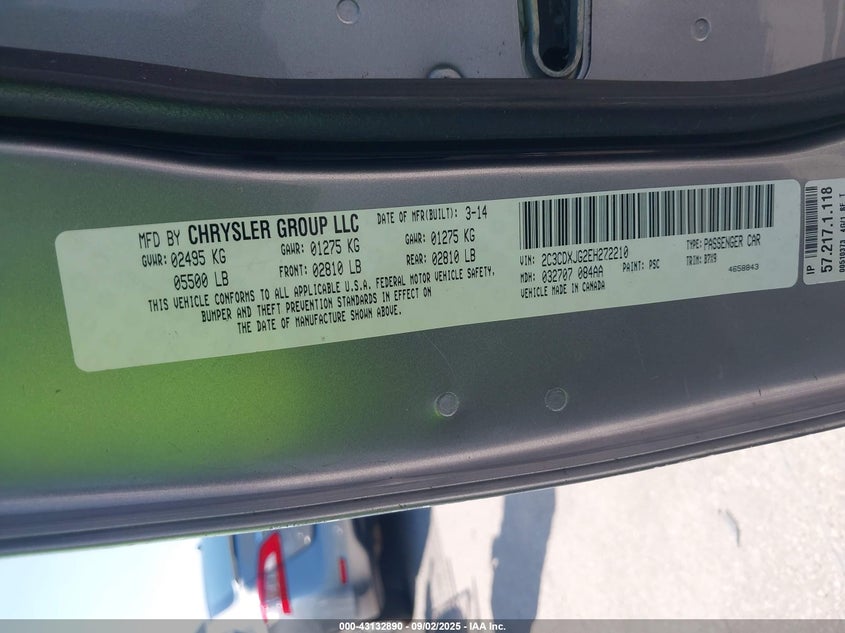 MFD BY CHRYSLER GROUP LLC
DATE OF MFR(BUILT): 3-14
GVWR: 02495 KG
GAWR: 01275 KG
GAWR: 01275 KG
05500 LB
FRONT: 02810 LB
REAR: 02810 LB
THIS VEHICLE CONFORMS TO ALL APPLICABLE U.S.A. FEDERAL MOTOR VEHICLE SAFETY,
BUMPER AND THEFT PREVENTION STANDARDS IN EFFECT ON
THE DATE OF MANUFACTURE SHOWN ABOVE.
VIN: 2C3CDXJG2EH272210
TYPE: PASSENGER CAR
MDH: 032707 084AA
PAINT: PSC
TRIM: B7X9
VEHICLE MADE IN CANADA
4658843
IP
57.217.1.118
000-43132890 - 09/02/2025 - IAA Inc.